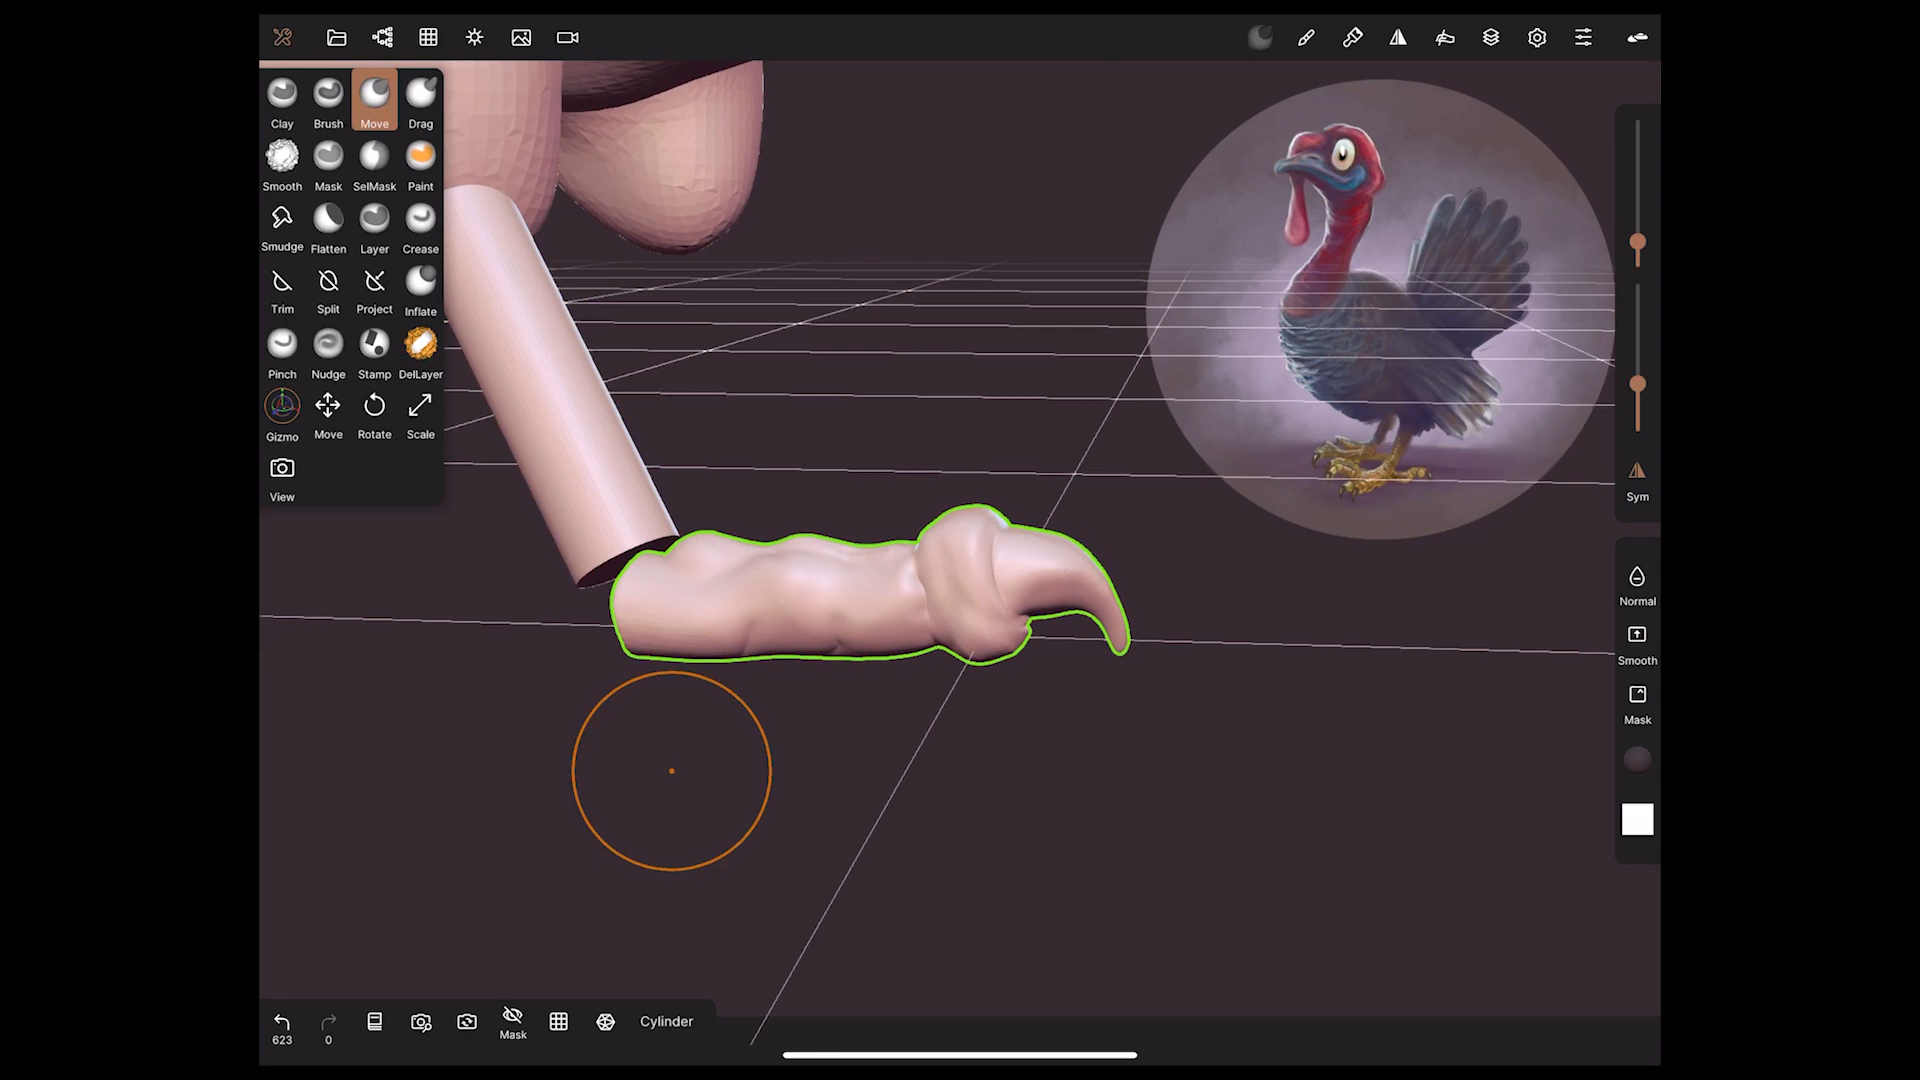 Clay Brush Move Drag
Smooth Mask SelMask Paint
Smudge Flatten Layer Crease
Trim Split Project Inflate
Pinch Nudge Stamp DelLayer
Gizmo Move Rotate Scale
View
Sym
Normal
Smooth
Mask
Cylinder
Mask
623 0